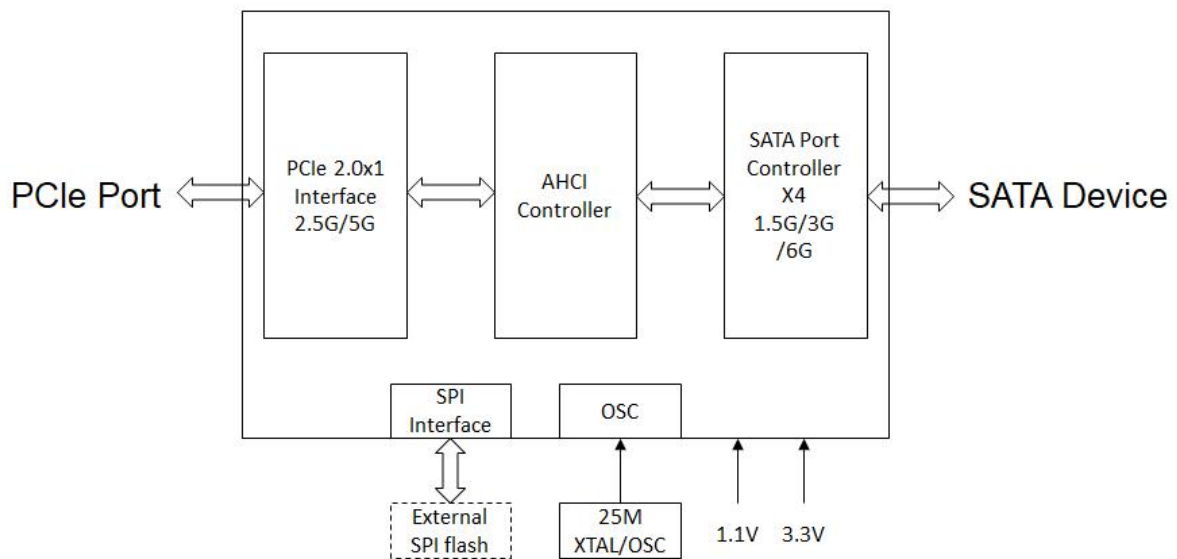 PCIe Port
PCIe 2.0x1
Interface
2.5G/5G
AHCI
Controller
SATA Port
Controller
X4
1.5G/3G
/6G
SATA Device
SPI
Interface
OSC
External
SPI flash
25M
XTAL/OSC
1.1V
3.3V